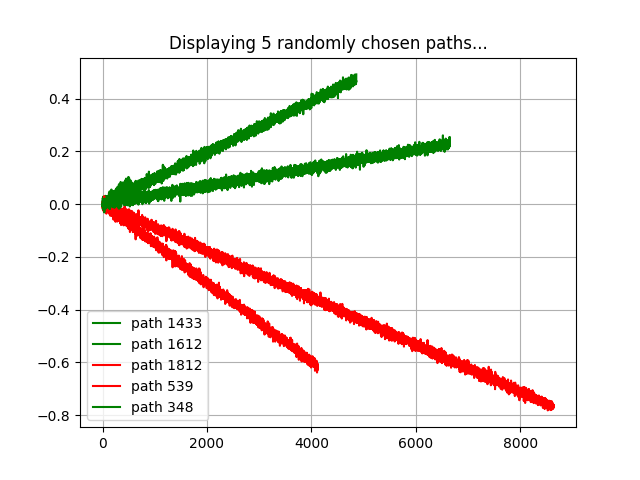 Displaying 5 randomly chosen paths...
0.4
0.2
0.0
−0.2
−0.4
−0.6
−0.8
path 1433
path 1612
path 1812
path 539
path 348
0 2000 4000 6000 8000